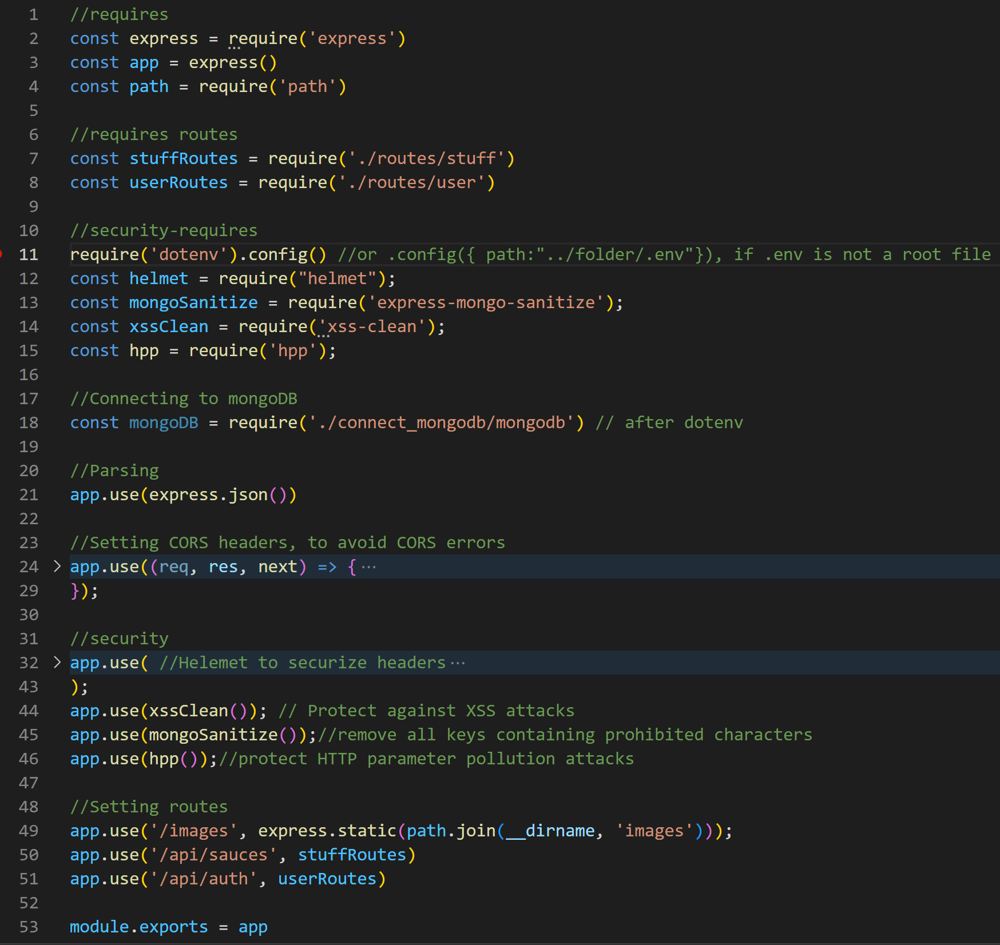 1 //requires
2 const express = require('express')
3 const app = express()
4 const path = require('path')
5
6 //requires routes
7 const stuffRoutes = require('./routes/stuff')
8 const userRoutes = require('./routes/user')
9
10 //security-requires
11 require('dotenv').config() //or .config({ path:"../folder/.env"}), if .env is not a root file
12 const helmet = require("helmet");
13 const mongoSanitize = require('express-mongo-sanitize');
14 const xssClean = require('xss-clean');
15 const hpp = require('hpp');
16
17 //Connecting to mongoDB
18 const mongoDB = require('./connect_mongodb/mongodb') // after dotenv
19
20 //Parsing
21 app.use(express.json())
22
23 //Setting CORS headers, to avoid CORS errors
24 > app.use((req, res, next) => { ···
29 });
30
31 //security
32 > app.use( //Helemet to securize headers ···
43 );
44 app.use(xssClean()); // Protect against XSS attacks
45 app.use(mongoSanitize());//remove all keys containing prohibited characters
46 app.use(hpp());//protect HTTP parameter pollution attacks
47
48 //Setting routes
49 app.use('/images', express.static(path.join(__dirname, 'images')));
50 app.use('/api/sauces', stuffRoutes)
51 app.use('/api/auth', userRoutes)
52
53 module.exports = app